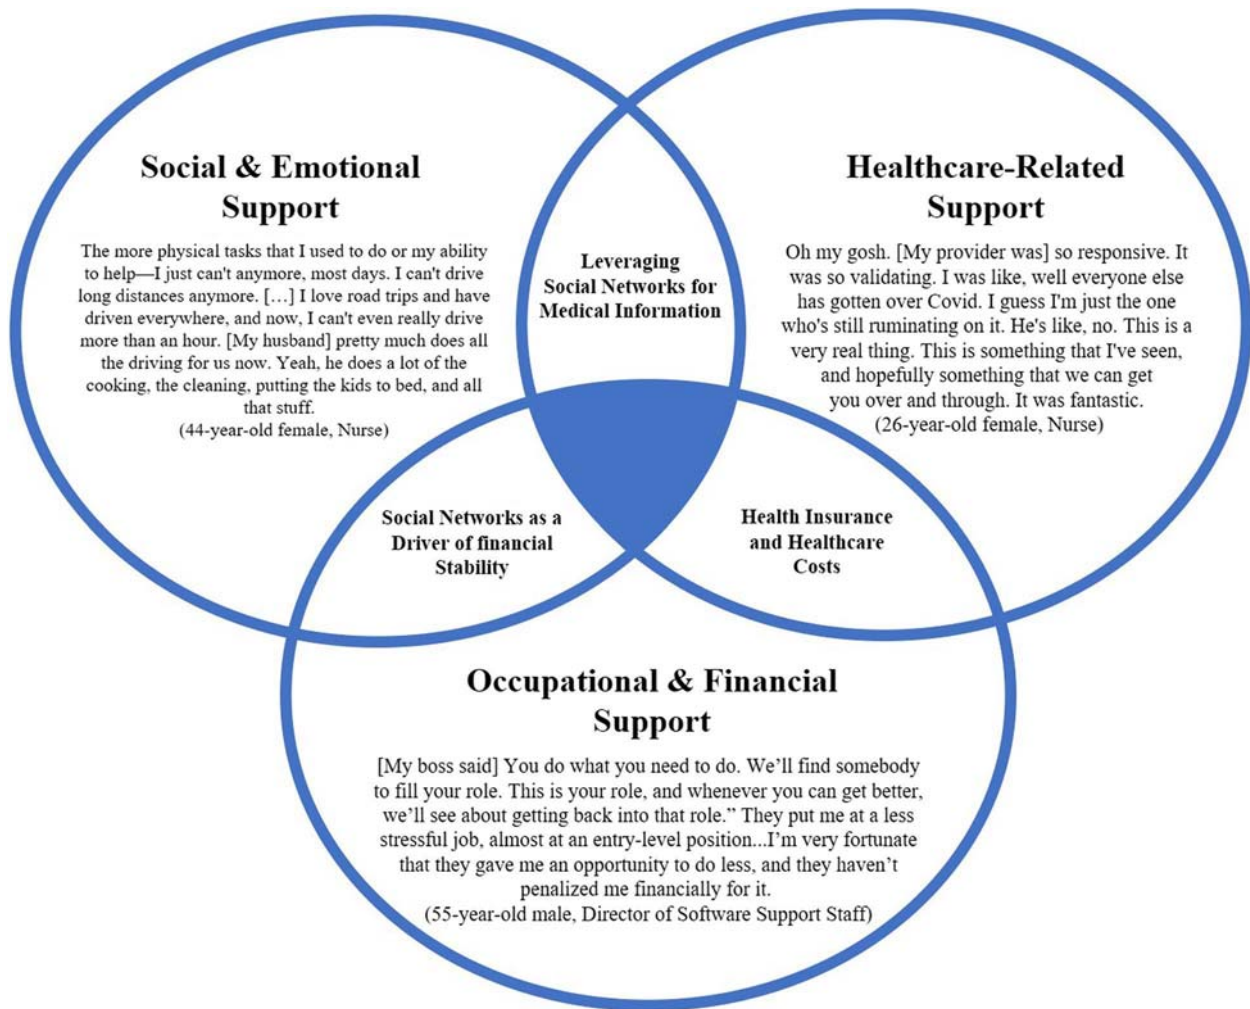 Social & Emotional
Support
The more physical tasks that I used to do or my ability
to help—I just can't anymore, most days. I can't drive
long distances anymore. […] I love road trips and have
driven everywhere, and now, I can't even really drive
more than an hour. [My husband] pretty much does all
the driving for us now. Yeah, he does a lot of the
cooking, the cleaning, putting the kids to bed, and all
that stuff.
(44-year-old female, Nurse)
Leveraging
Social Networks for
Medical Information
Healthcare-Related
Support
Oh my gosh. [My provider was] so responsive. It
was so validating. I was like, well everyone else
has gotten over Covid. I guess I'm just the one
who's still ruminating on it. He's like, no. This is a
very real thing. This is something that I've seen,
and hopefully something that we can get
you over and through. It was fantastic.
(26-year-old female, Nurse)
Social Networks as a
Driver of financial
Stability
Health Insurance
and Healthcare
Costs
Occupational & Financial
Support
[My boss said] You do what you need to do. We’ll find somebody
to fill your role. This is your role, and whenever you can get better,
we’ll see about getting back into that role.” They put me at a less
stressful job, almost at an entry-level position...I’m very fortunate
that they gave me an opportunity to do less, and they haven’t
penalized me financially for it.
(55-year-old male, Director of Software Support Staff)